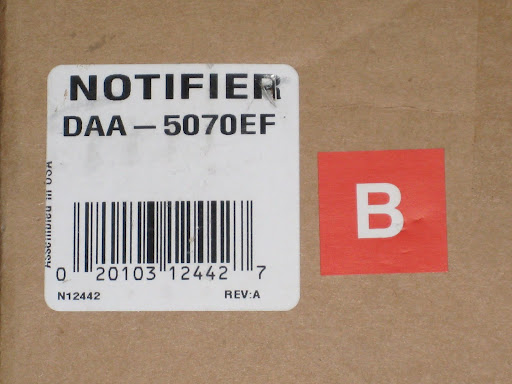 NOTIFIER
DAA – 5070EF
Assembled in USA
B
0 20103 12442 7
N12442 REV:A